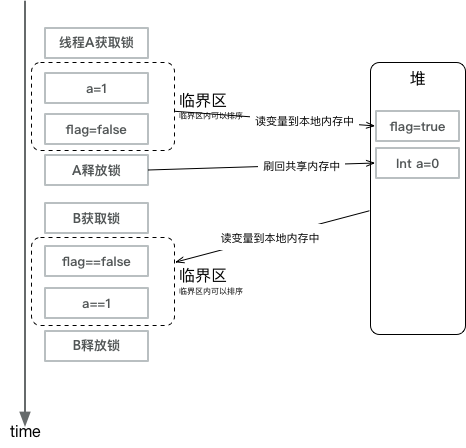 线程A获取锁
a=1
flag=false
临界区
临界区内可以排序
读变量到本地内存中
A释放锁
刷回共享内存中
堆
flag=true
Int a=0
B获取锁
读变量到本地内存中
flag==false
a==1
临界区
临界区内可以排序
B释放锁
time